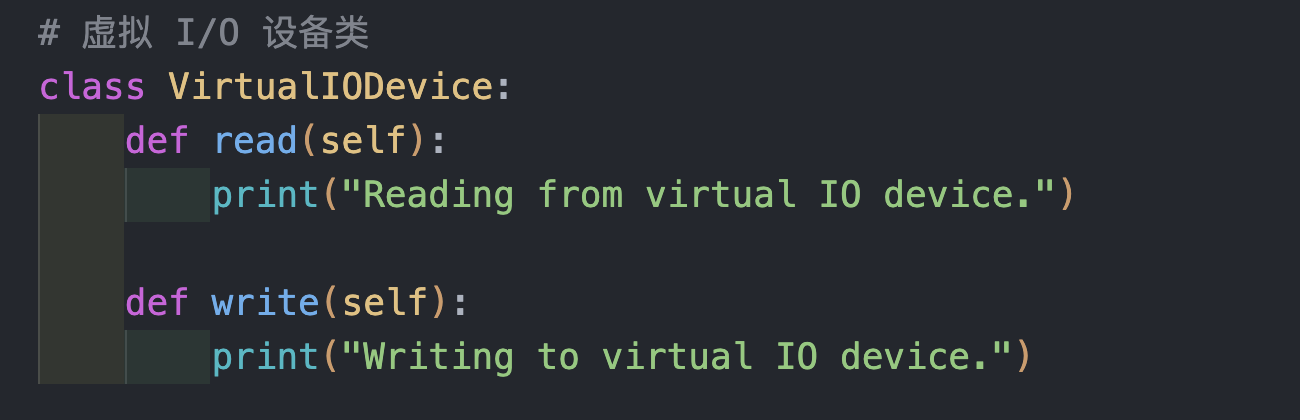 # 虚拟 I/O 设备类
class VirtualIODevice:
    def read(self):
        print("Reading from virtual IO device.")

    def write(self):
        print("Writing to virtual IO device.")